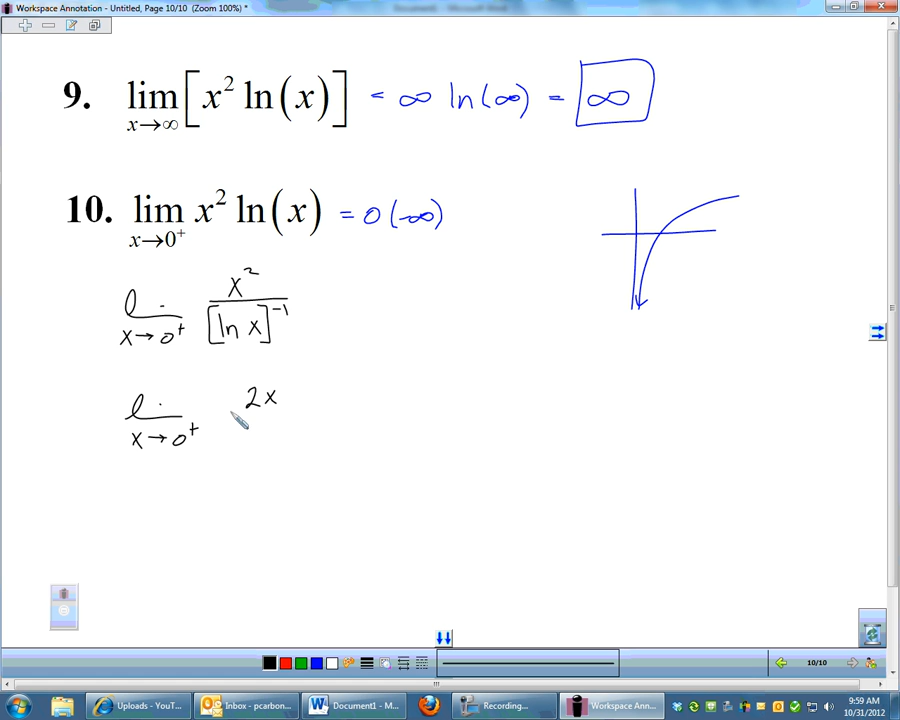 Workspace Annotation - Untitled, Page 10/10 (Zoom 100%) *
9. lim x→∞ [x² ln(x)] = ∞ ln(∞) = ∞
10. lim x→0⁺ x² ln(x) = 0 (-∞)
l. x→0⁺ x² / [ln x]⁻¹
l. x→0⁺ 2x
10/10
Uploads - YouT...
Inbox - pcarbon...
Document1 - M...
Recording...
Workspace Ann...
9:59 AM
10/31/2012